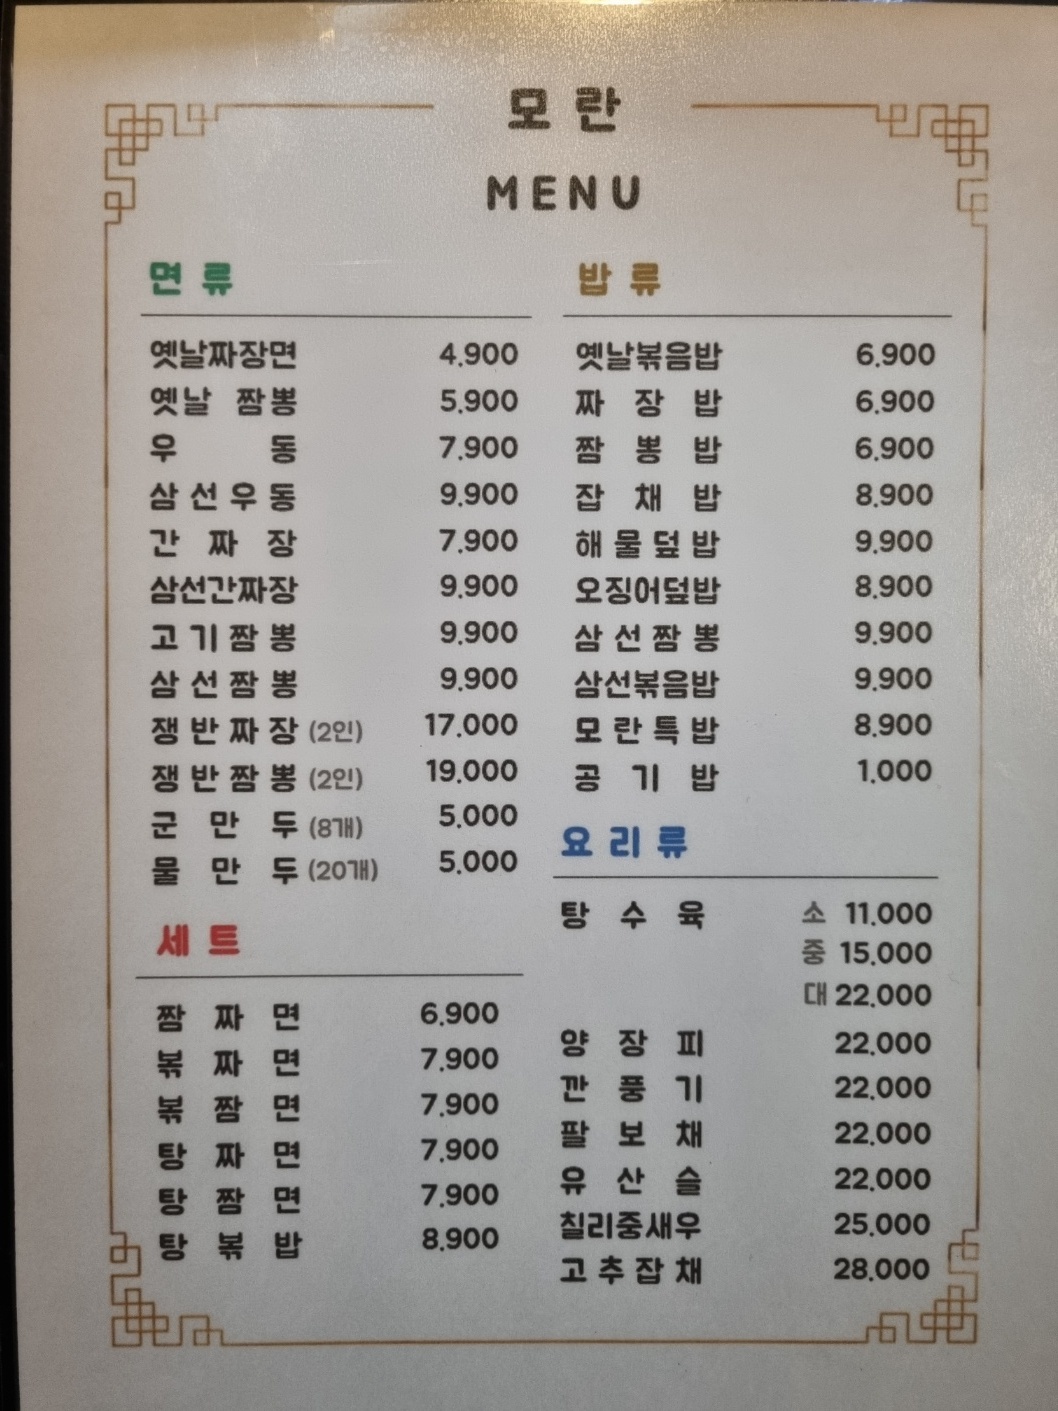 모란
MENU
면류
옛날짜장면 4.900
옛날 짬뽕 5.900
우동 7.900
삼선우동 9.900
간짜장 7.900
삼선간짜장 9.900
고기짬뽕 9.900
삼선짬뽕 9.900
쟁반짜장 (2인) 17.000
쟁반짬뽕 (2인) 19.000
군만두 (8개) 5.000
물만두 (20개) 5.000
세트
짬짜면 6.900
볶짜면 7.900
볶짬면 7.900
탕짜면 7.900
탕짬면 7.900
탕볶밥 8.900
밥류
옛날볶음밥 6.900
짜장밥 6.900
짬뽕밥 6.900
잡채밥 8.900
해물덮밥 9.900
오징어덮밥 8.900
삼선짬뽕 9.900
삼선볶음밥 9.900
모란특밥 8.900
공기밥 1.000
요리류
탕수육 소 11.000
중 15.000
대 22.000
양장피 22.000
깐풍기 22.000
팔보채 22.000
유산슬 22.000
칠리중새우 25.000
고추잡채 28.000